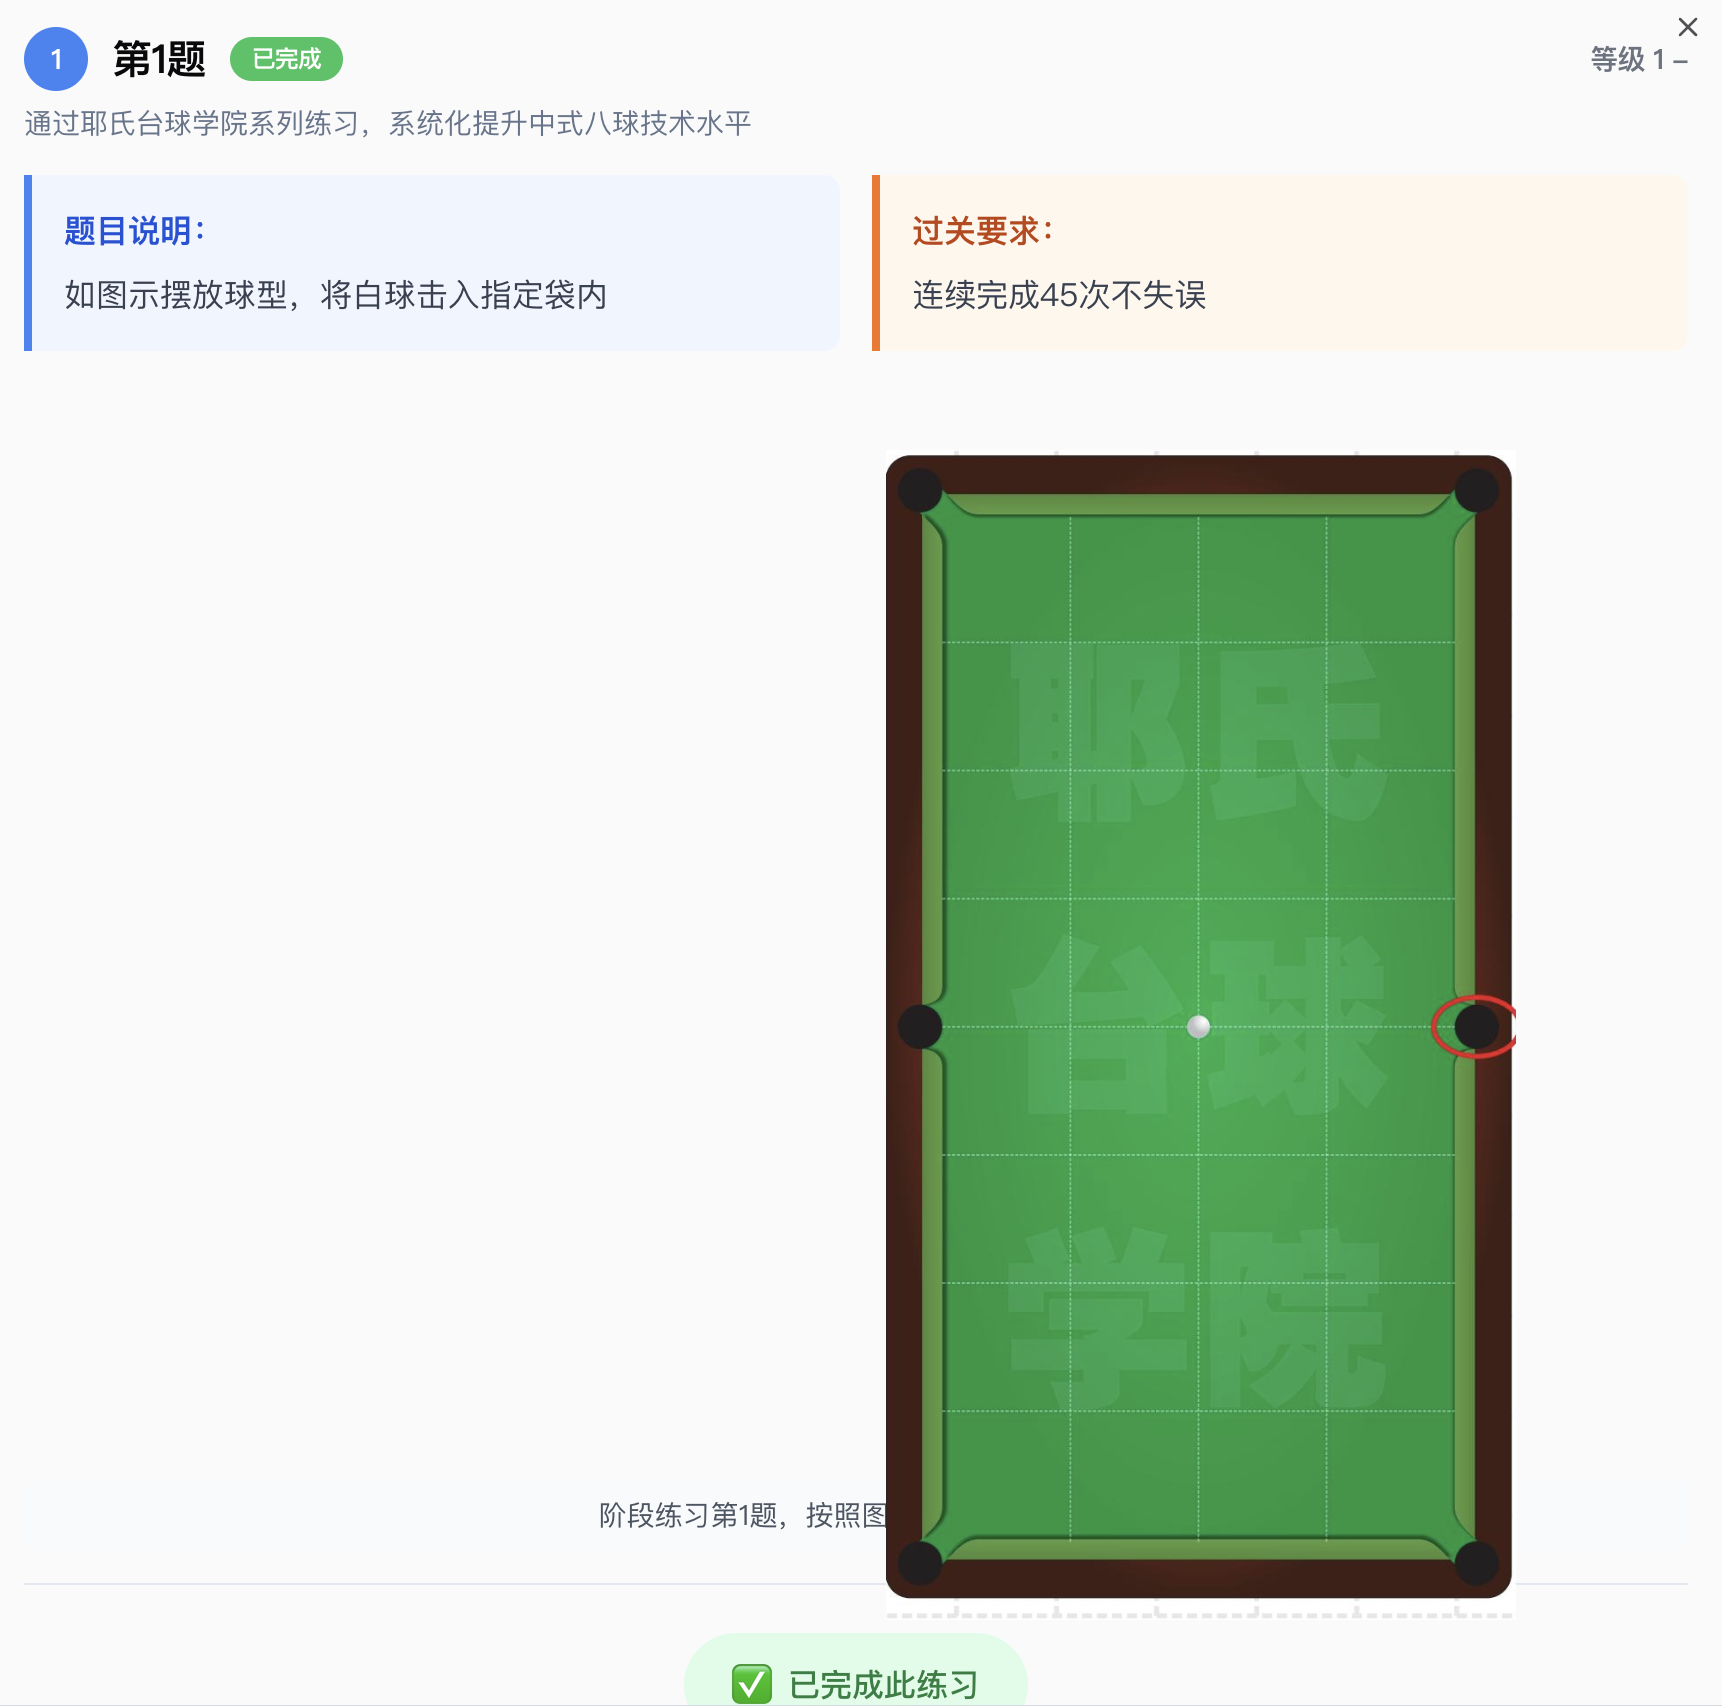 1
第1题
已完成
等级 1 –
通过耶氏台球学院系列练习，系统化提升中式八球技术水平
题目说明：
如图示摆放球型，将白球击入指定袋内
过关要求：
连续完成45次不失误
耶氏
台球
学院
阶段练习第1题，按照图
已完成此练习